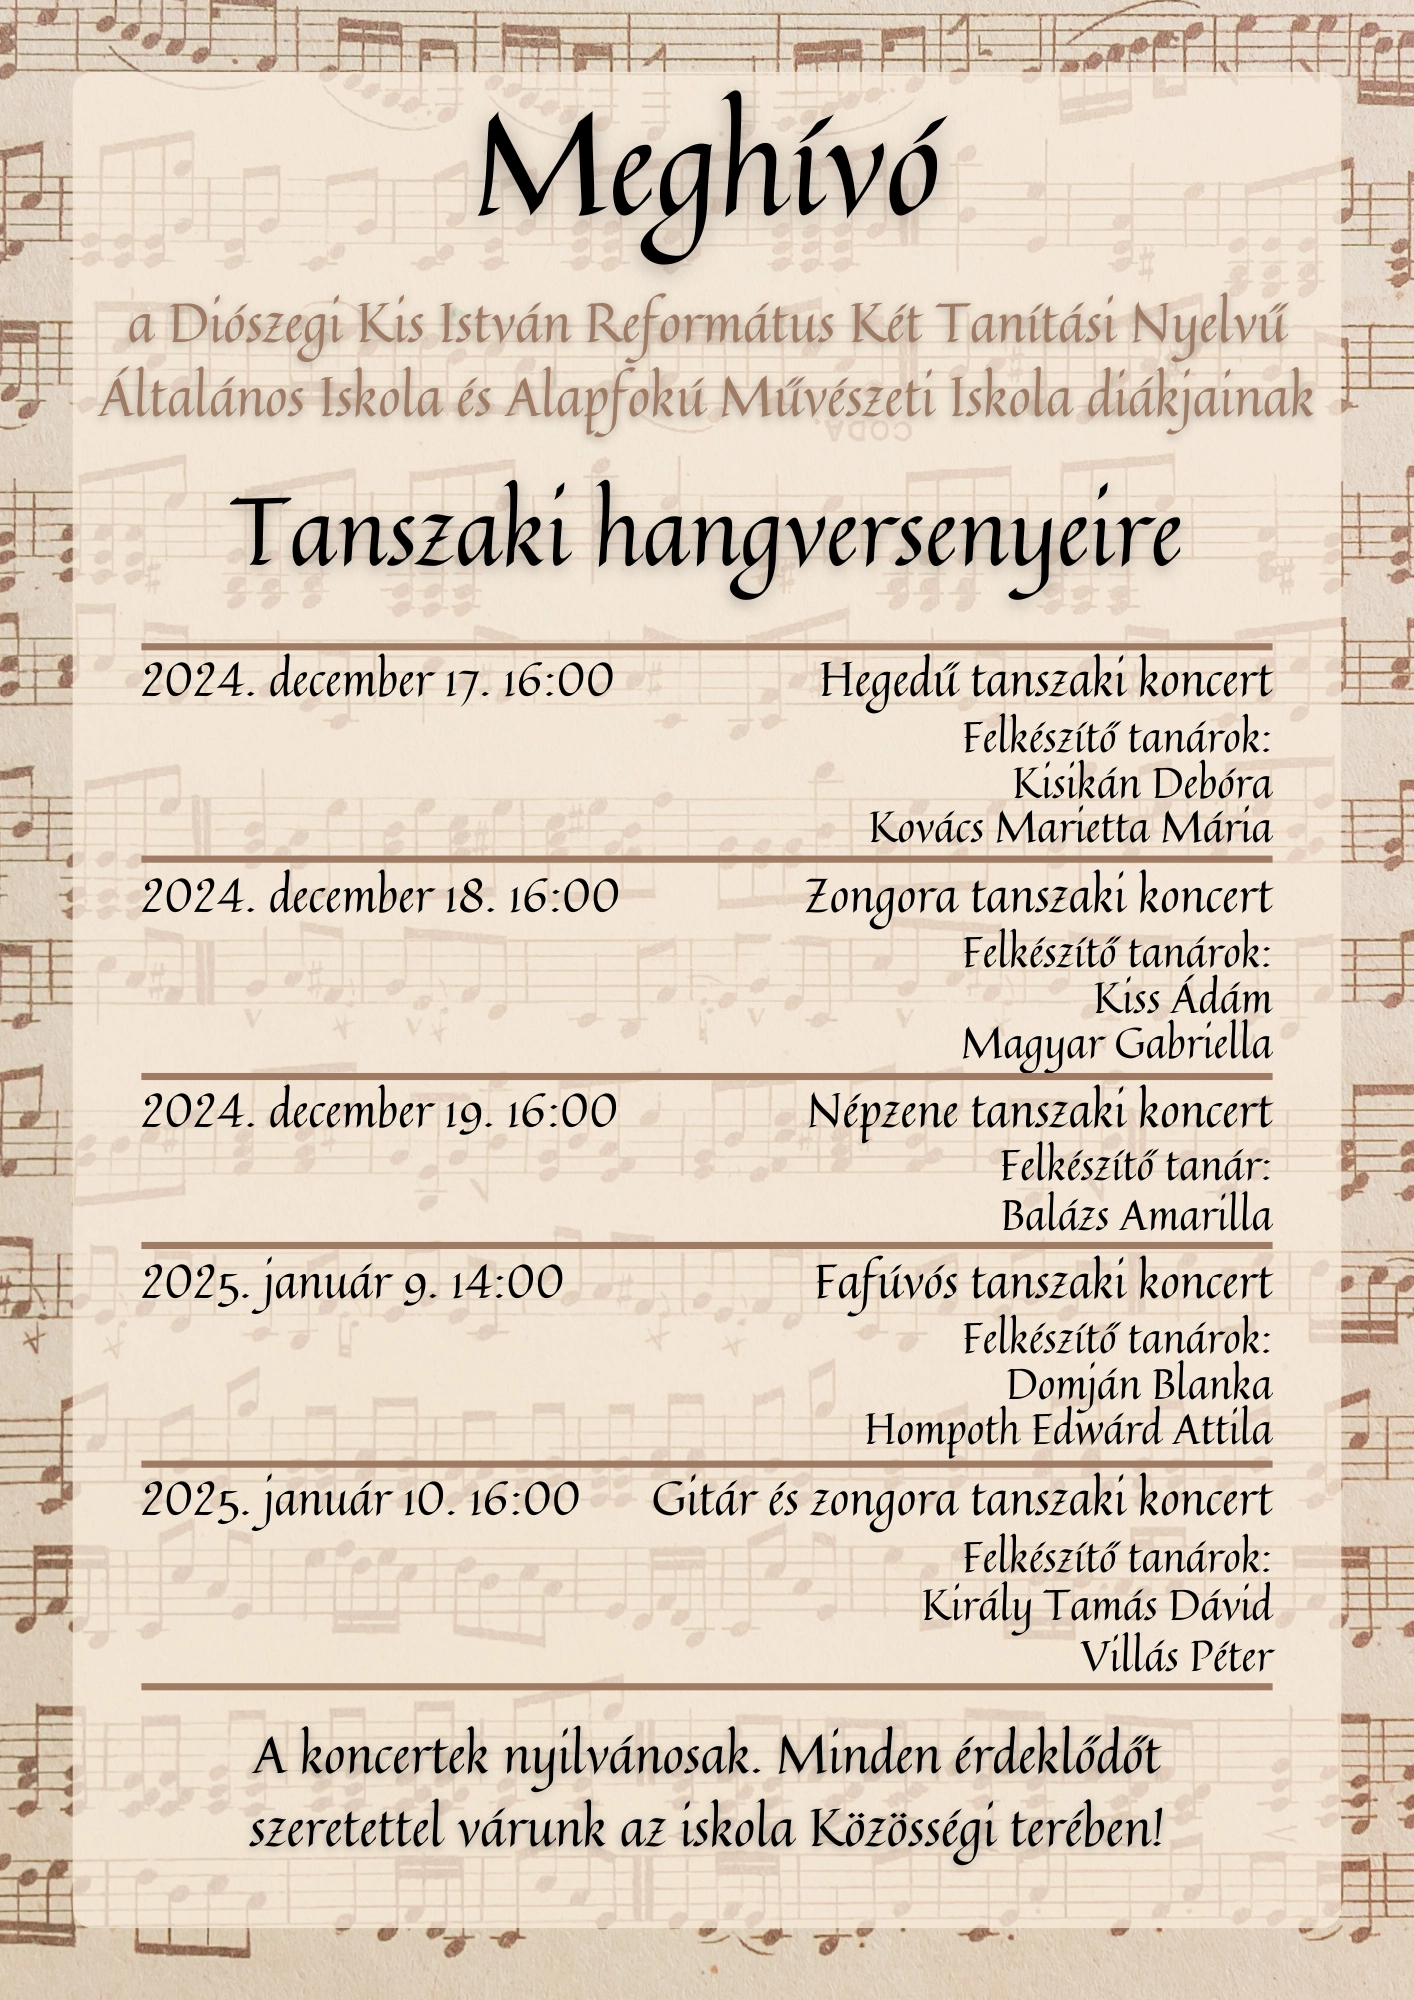 Meghívó
a Diószegi Kis István Református Két Tanítási Nyelvű
Általános Iskola és Alapfokú Művészeti Iskola diákjainak
CODA
Tanszaki hangversenyeire
2024. december 17. 16:00 Hegedű tanszaki koncert
Felkészítő tanárok:
Kisikán Debóra
Kovács Marietta Mária
2024. december 18. 16:00 Zongora tanszaki koncert
Felkészítő tanárok:
Kiss Ádám
Magyar Gabriella
2024. december 19. 16:00 Népzene tanszaki koncert
Felkészítő tanár:
Balázs Amarilla
2025. január 9. 14:00 Fafúvós tanszaki koncert
Felkészítő tanárok:
Domján Blanka
Hompoth Edwárd Attila
2025. január 10. 16:00 Gitár és zongora tanszaki koncert
Felkészítő tanárok:
Király Tamás Dávid
Villás Péter
A koncertek nyilvánosak. Minden érdeklődőt
szeretettel várunk az iskola Közösségi terében!